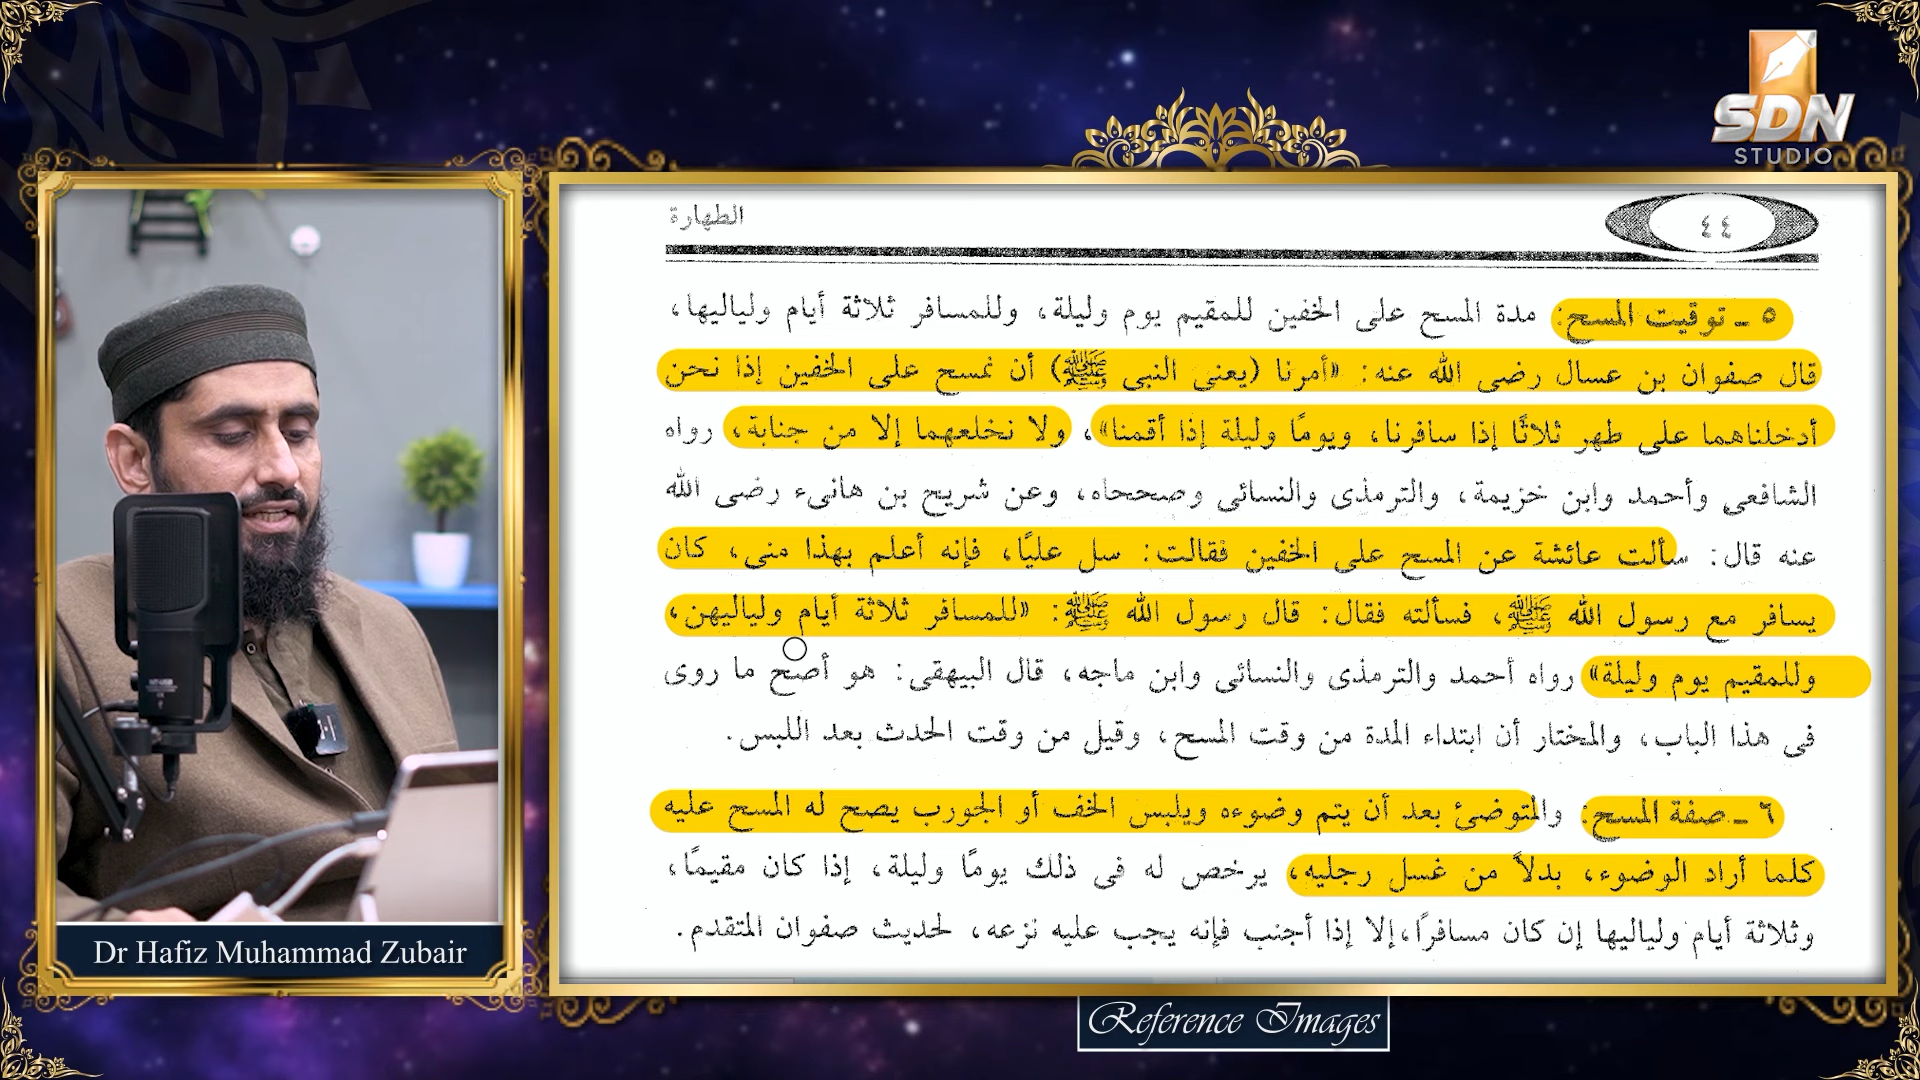 SDN
STUDIO
٤٤
الطهارة
٥ ـ توقيت المسح: مدة المسح على الخفين للمقيم يوم وليلة، وللمسافر ثلاثة أيام ولياليها،
قال صفوان بن عسال رضى الله عنه: «أمرنا (يعنى النبى ﷺ) أن نمسح على الخفين إذا نحن
أدخلناهما على طهر ثلاثًا إذا سافرنا، ويومًا وليلة إذا أقمنا»، ولا نخلعهما إلا من جنابة، رواه
الشافعى وأحمد وابن خزيمة، والترمذى والنسائى وصححاه، وعن شريح بن هانىء رضى الله
عنه قال: سألت عائشة عن المسح على الخفين فقالت: سل عليًا، فإنه أعلم بهذا منى، كان
يسافر مع رسول الله ﷺ، فسألته فقال: قال رسول الله ﷺ: «للمسافر ثلاثة أيام ولياليهن،
وللمقيم يوم وليلة» رواه أحمد والترمذى والنسائى وابن ماجه، قال البيهقى: هو أصح ما روى
فى هذا الباب، والمختار أن ابتداء المدة من وقت المسح، وقيل من وقت الحدث بعد اللبس.
٦ ـ صفة المسح: والمتوضئ بعد أن يتم وضوءه ويلبس الخف أو الجورب يصح له المسح عليه
كلما أراد الوضوء، بدلاً من غسل رجليه، يرخص له فى ذلك يومًا وليلة، إذا كان مقيمًا،
وثلاثة أيام ولياليها إن كان مسافرًا،إلا إذا أجنب فإنه يجب عليه نزعه، لحديث صفوان المتقدم.
Dr Hafiz Muhammad Zubair
Reference Images